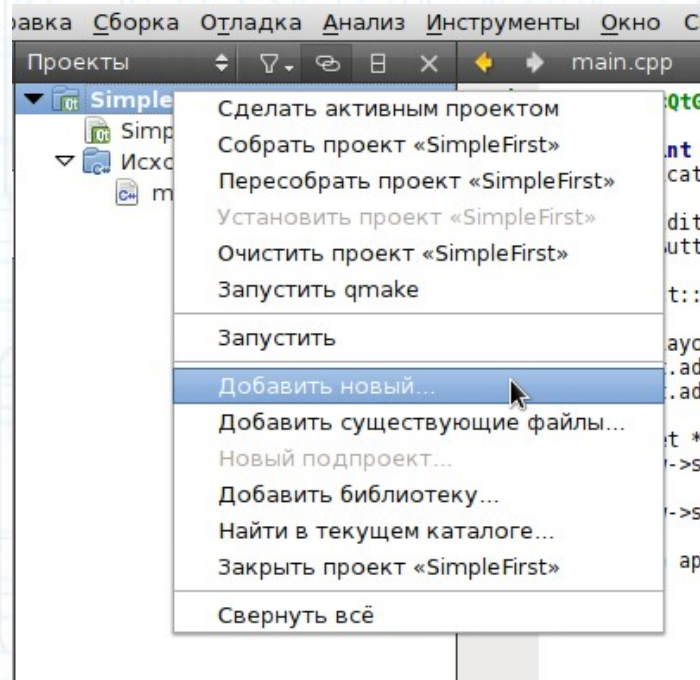 равка Сборка Отладка Анализ Инструменты Окно С
Проекты main.cpp
Simple
Simp
Исхо
m
Сделать активным проектом
Собрать проект «SimpleFirst»
Пересобрать проект «SimpleFirst»
Установить проект «SimpleFirst»
Очистить проект «SimpleFirst»
Запустить qmake
Запустить
Добавить новый...
Добавить существующие файлы...
Новый подпроект...
Добавить библиотеку...
Найти в текущем каталоге...
Закрыть проект «SimpleFirst»
Свернуть всё